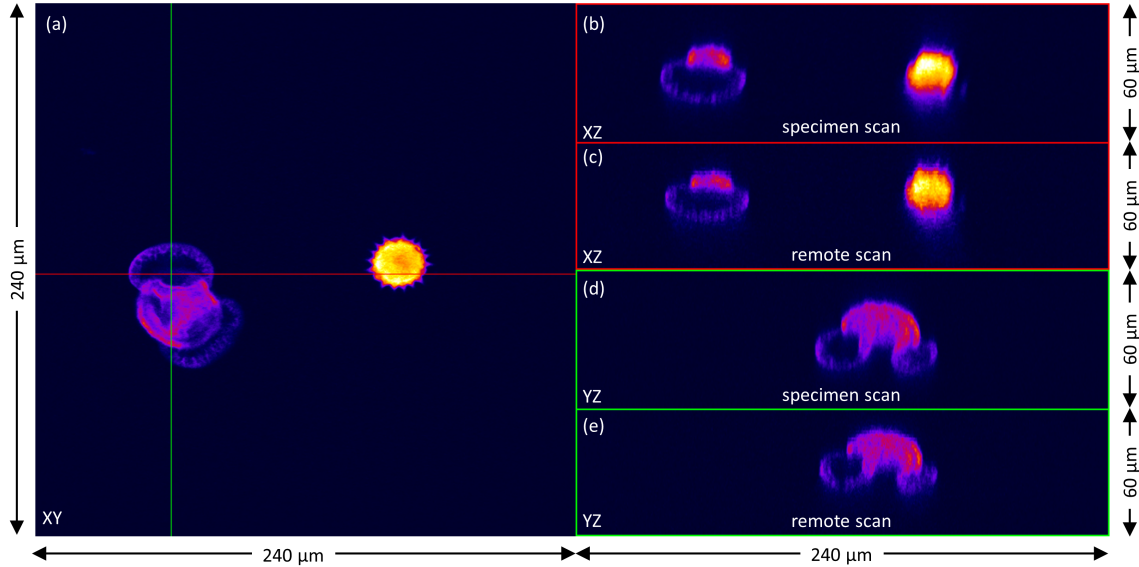 (a)
XY
240 µm
240 µm
(b)
XZ
specimen scan
60 µm
(c)
XZ
remote scan
60 µm
(d)
YZ
specimen scan
60 µm
(e)
YZ
remote scan
60 µm
240 µm